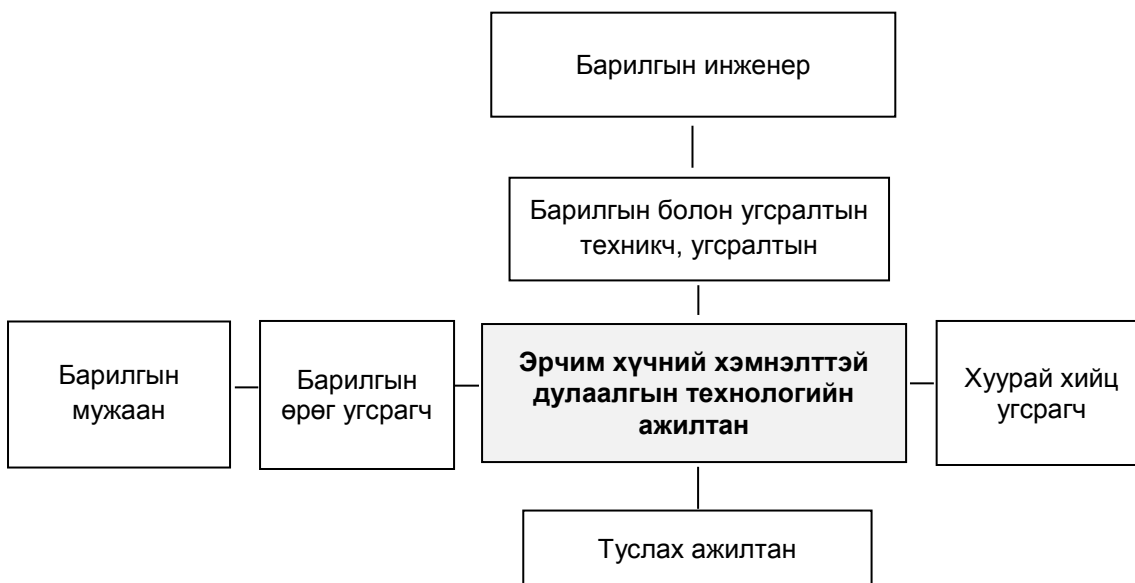 Барилгын инженер
Барилгын болон угсралтын
техникч, угсралтын
Барилгын
мужаан
Барилгын
өрөг угсрагч
Эрчим хүчний хэмнэлттэй
дулаалгын технологийн
ажилтан
Хуурай хийц
угсрагч
Туслах ажилтан